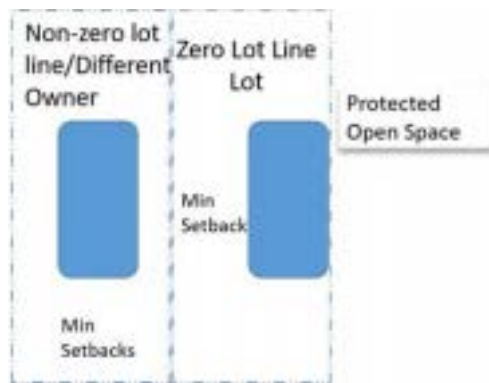 Non-zero lot
line/Different
Owner
Zero Lot Line
Lot
Protected
Open Space
Min
Setback
Min
Setbacks